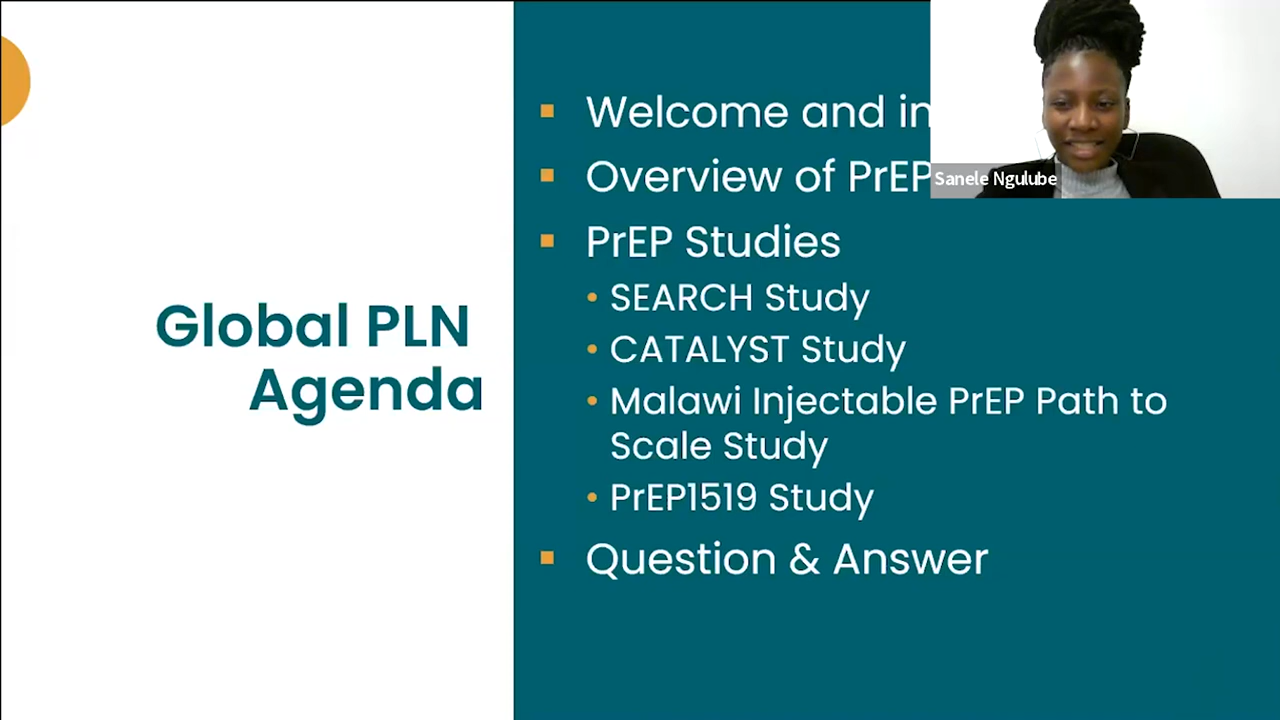 Global PLN
Agenda
Welcome and in
Overview of PrEP
PrEP Studies
SEARCH Study
CATALYST Study
Malawi Injectable PrEP Path to
Scale Study
PrEP1519 Study
Question & Answer
Sanele Ngulube